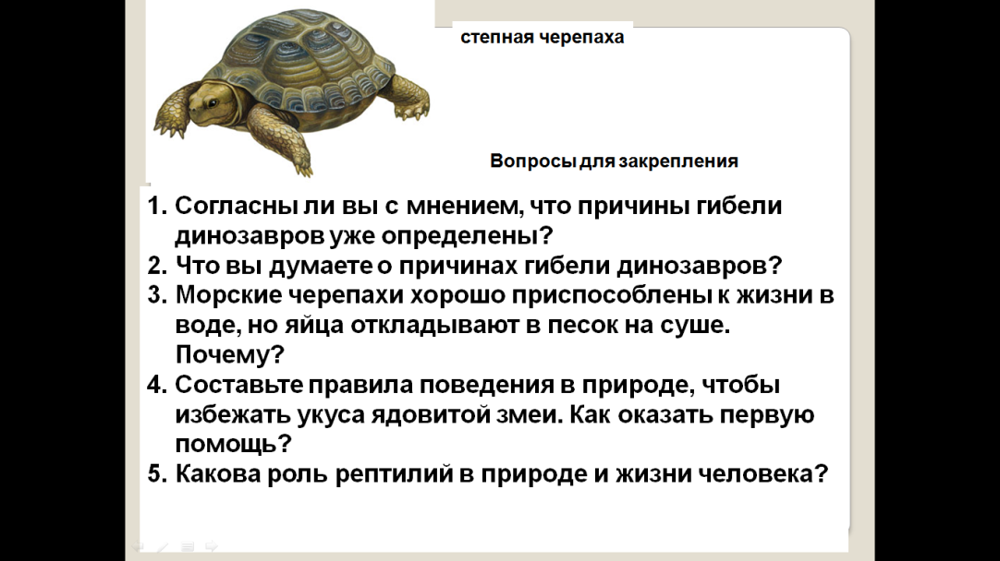 степная черепаха
Вопросы для закрепления
1. Согласны ли вы с мнением, что причины гибели
динозавров уже определены?
2. Что вы думаете о причинах гибели динозавров?
3. Морские черепахи хорошо приспособлены к жизни в
воде, но яйца откладывают в песок на суше.
Почему?
4. Составьте правила поведения в природе, чтобы
избежать укуса ядовитой змеи. Как оказать первую
помощь?
5. Какова роль рептилий в природе и жизни человека?